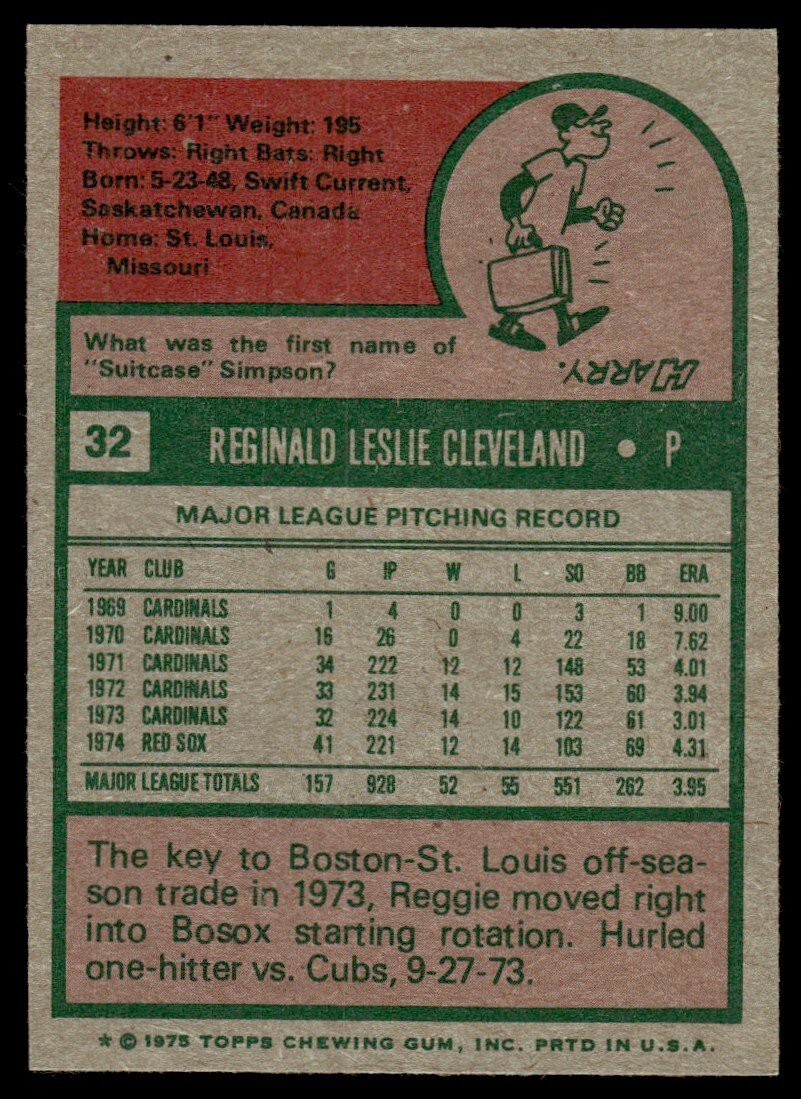 Height: 6'1" Weight: 195
Throws: Right Bats: Right
Born: 5-23-48, Swift Current,
Saskatchewan, Canada
Home: St. Louis,
Missouri
What was the first name of
"Suitcase" Simpson?
HARRY.
32 REGINALD LESLIE CLEVELAND • P
MAJOR LEAGUE PITCHING RECORD
YEAR CLUB G IP W L SO BB ERA
1969 CARDINALS 1 4 0 0 3 1 9.00
1970 CARDINALS 16 26 0 4 22 18 7.62
1971 CARDINALS 34 222 12 12 148 53 4.01
1972 CARDINALS 33 231 14 15 153 60 3.94
1973 CARDINALS 32 224 14 10 122 61 3.01
1974 RED SOX 41 221 12 14 103 69 4.31
MAJOR LEAGUE TOTALS 157 928 52 55 551 262 3.95
The key to Boston-St. Louis off-sea-
son trade in 1973, Reggie moved right
into Bosox starting rotation. Hurled
one-hitter vs. Cubs, 9-27-73.
* © 1975 TOPPS CHEWING GUM, INC. PRTD IN U.S.A.